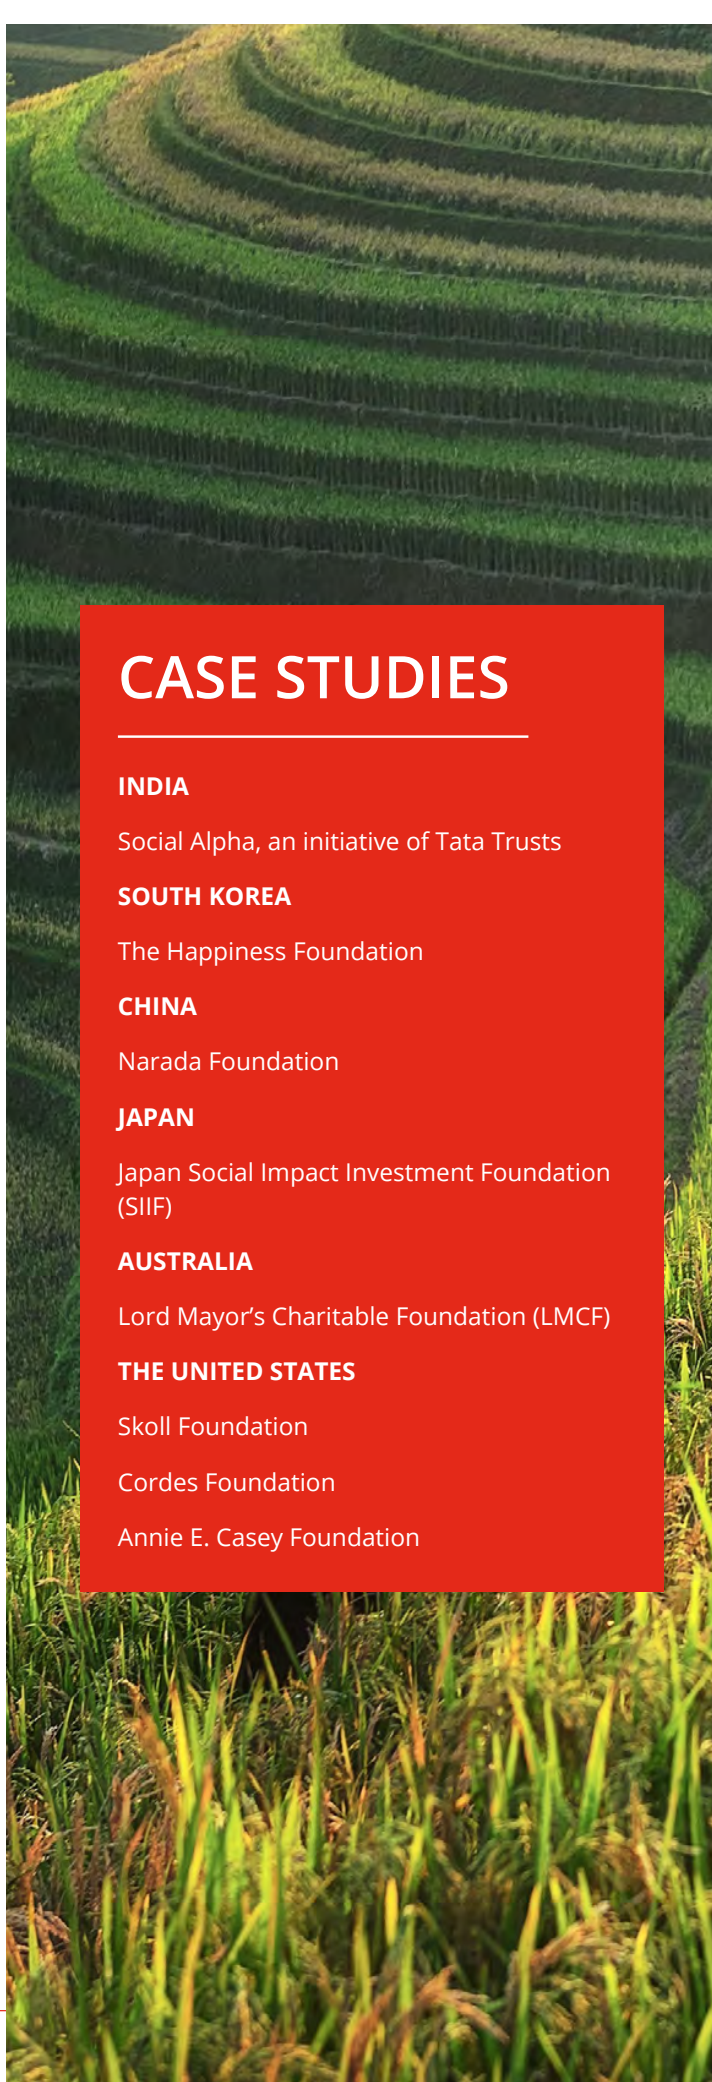 CASE STUDIES
INDIA
Social Alpha, an initiative of Tata Trusts
SOUTH KOREA
The Happiness Foundation
CHINA
Narada Foundation
JAPAN
Japan Social Impact Investment Foundation
(SIIF)
AUSTRALIA
Lord Mayor’s Charitable Foundation (LMCF)
THE UNITED STATES
Skoll Foundation
Cordes Foundation
Annie E. Casey Foundation